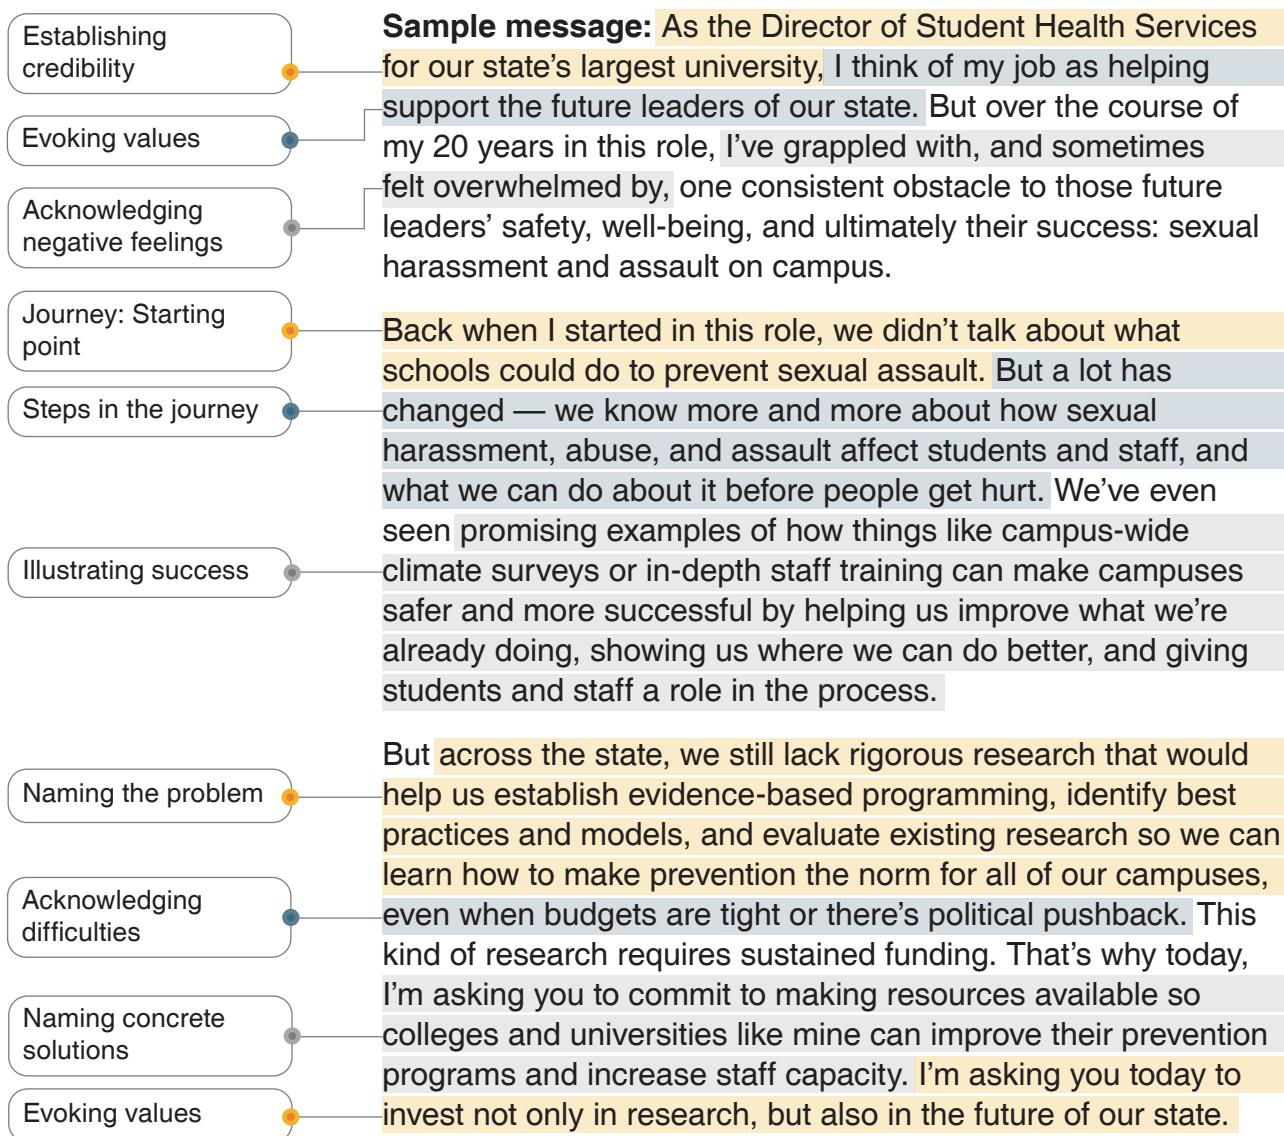 Establishing
credibility
Evoking values
Acknowledging
negative feelings
Journey: Starting
point
Steps in the journey
Illustrating success
Naming the problem
Acknowledging
difficulties
Naming concrete
solutions
Evoking values
Sample message: As the Director of Student Health Services
for our state’s largest university, I think of my job as helping
support the future leaders of our state. But over the course of
my 20 years in this role, I’ve grappled with, and sometimes
felt overwhelmed by, one consistent obstacle to those future
leaders’ safety, well-being, and ultimately their success: sexual
harassment and assault on campus.
Back when I started in this role, we didn’t talk about what
schools could do to prevent sexual assault. But a lot has
changed — we know more and more about how sexual
harassment, abuse, and assault affect students and staff, and
what we can do about it before people get hurt. We’ve even
seen promising examples of how things like campus-wide
climate surveys or in-depth staff training can make campuses
safer and more successful by helping us improve what we’re
already doing, showing us where we can do better, and giving
students and staff a role in the process.
But across the state, we still lack rigorous research that would
help us establish evidence-based programming, identify best
practices and models, and evaluate existing research so we can
learn how to make prevention the norm for all of our campuses,
even when budgets are tight or there’s political pushback. This
kind of research requires sustained funding. That’s why today,
I’m asking you to commit to making resources available so
colleges and universities like mine can improve their prevention
programs and increase staff capacity. I’m asking you today to
invest not only in research, but also in the future of our state.